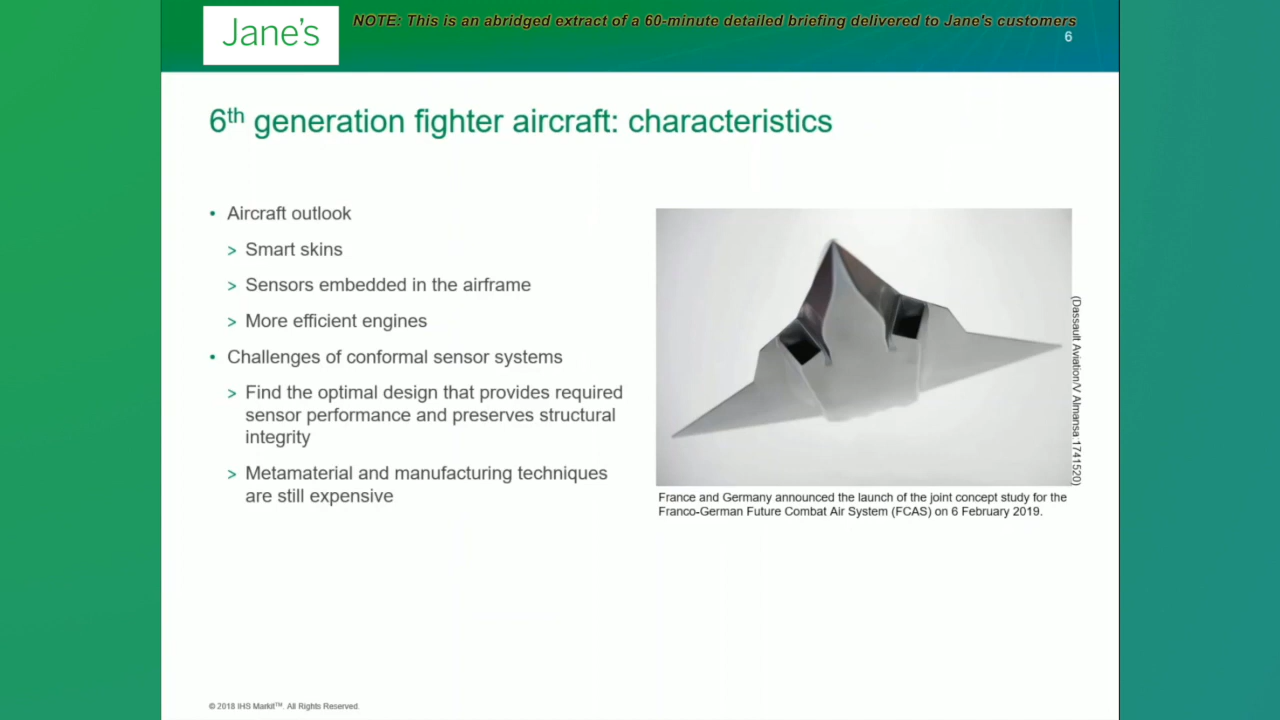 Jane's
NOTE: This is an abridged extract of a 60-minute detailed briefing delivered to Jane's customers
6
6th generation fighter aircraft: characteristics
• Aircraft outlook
> Smart skins
> Sensors embedded in the airframe
> More efficient engines
• Challenges of conformal sensor systems
> Find the optimal design that provides required
sensor performance and preserves structural
integrity
> Metamaterial and manufacturing techniques
are still expensive
(Dassault Aviation/V Almansa 1741520)
France and Germany announced the launch of the joint concept study for the
Franco-German Future Combat Air System (FCAS) on 6 February 2019.
© 2018 IHS Markit™. All Rights Reserved.